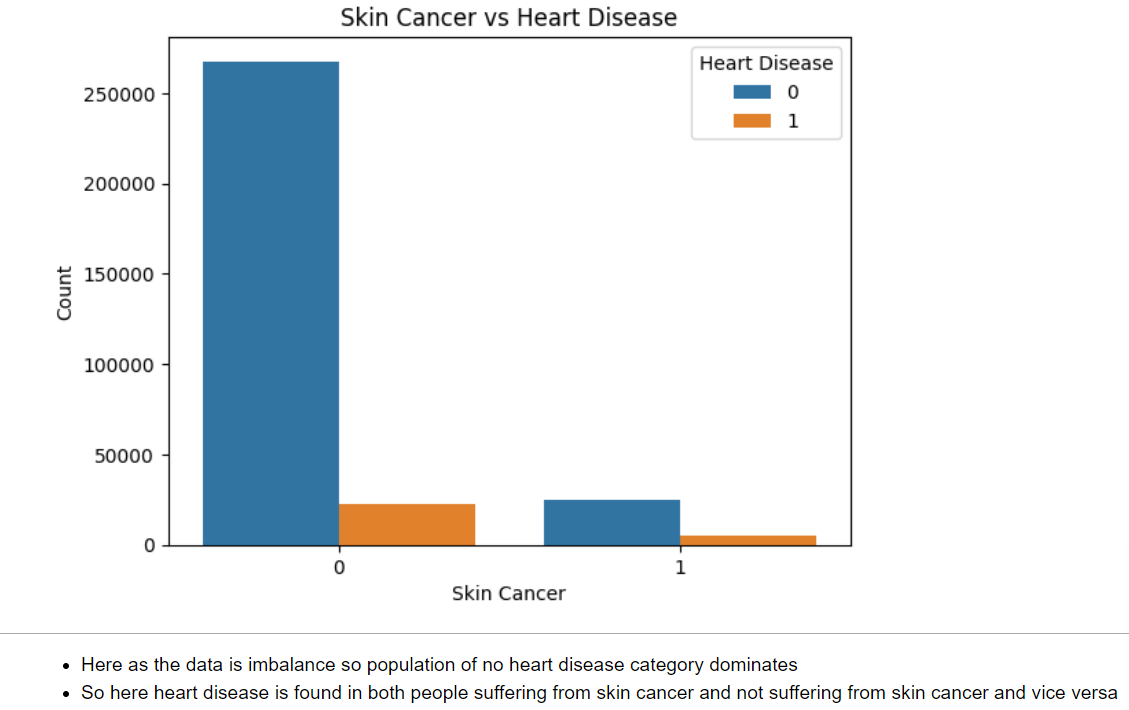 Skin Cancer vs Heart Disease
Heart Disease
0
1
250000
200000
150000
100000
50000
0
Count
0 1
Skin Cancer
Here as the data is imbalance so population of no heart disease category dominates
So here heart disease is found in both people suffering from skin cancer and not suffering from skin cancer and vice versa